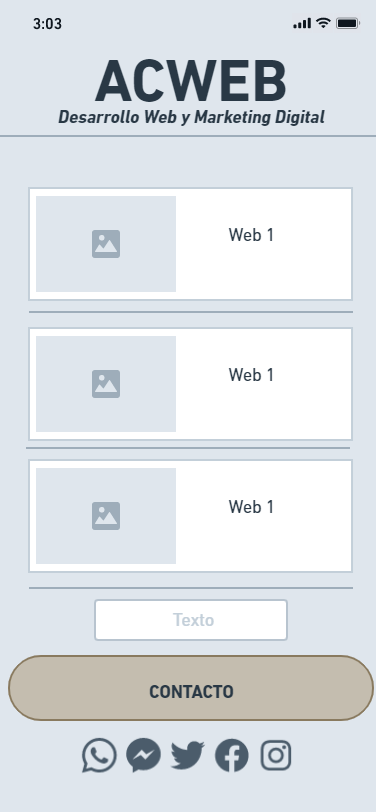 3:03
ACWEB
Desarrollo Web y Marketing Digital
Web 1
Web 1
Web 1
Texto
CONTACTO